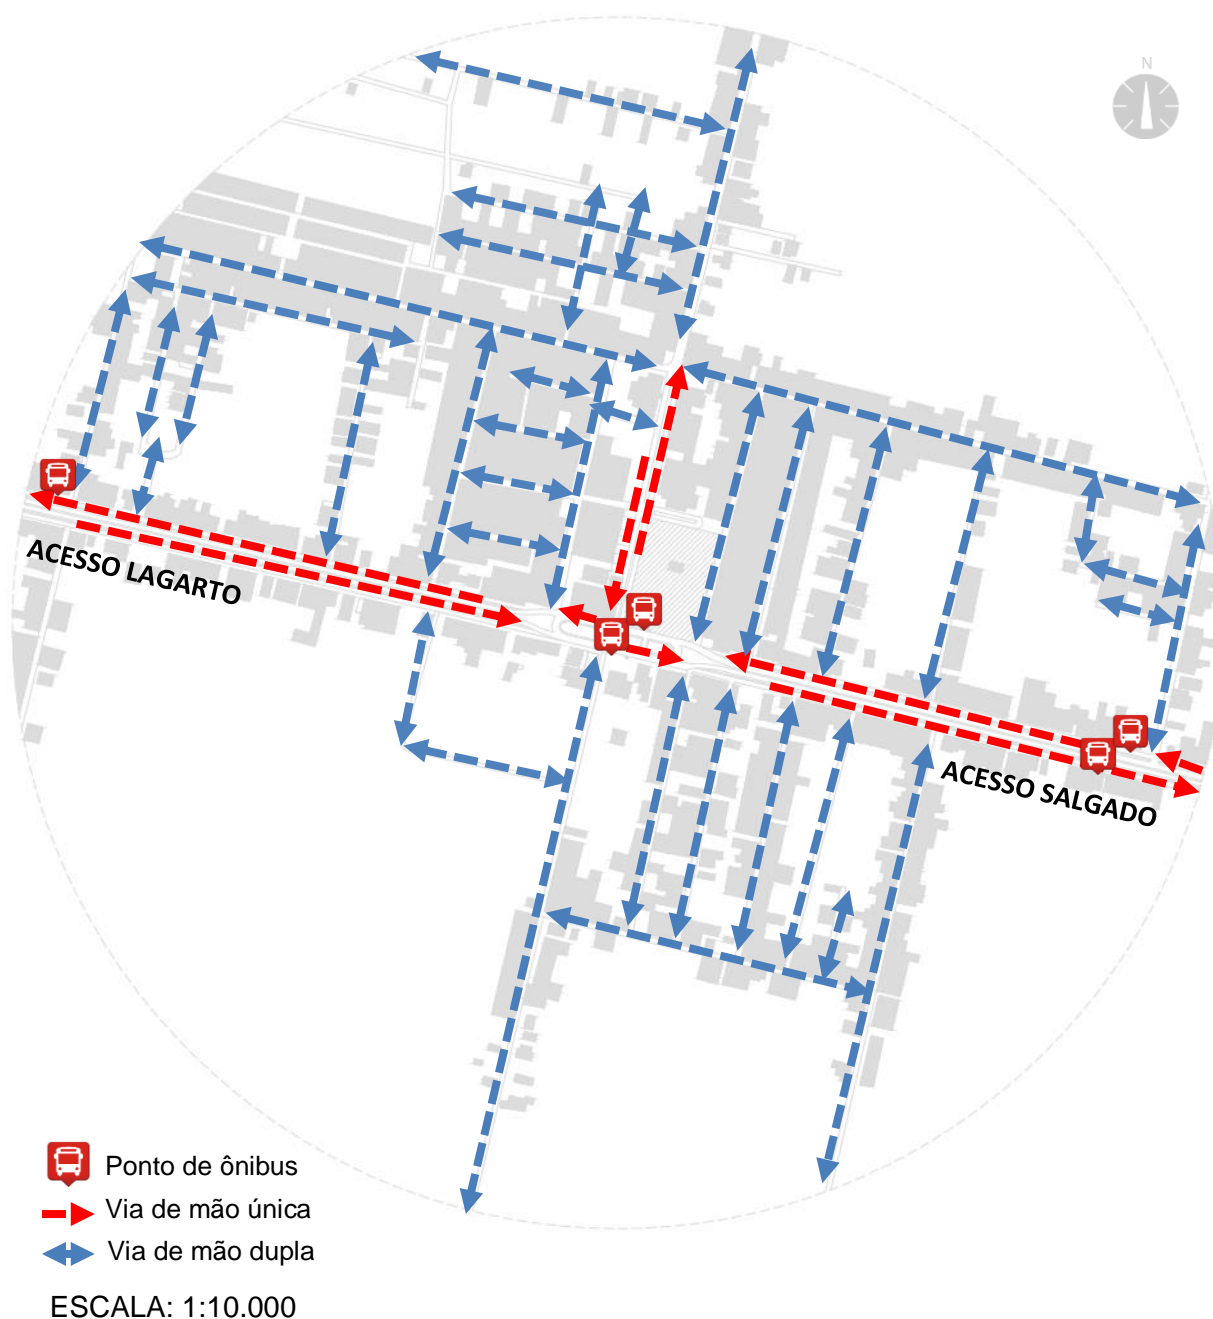 N
ACESSO LAGARTO
ACESSO SALGADO
Ponto de ônibus
Via de mão única
Via de mão dupla
ESCALA: 1:10.000